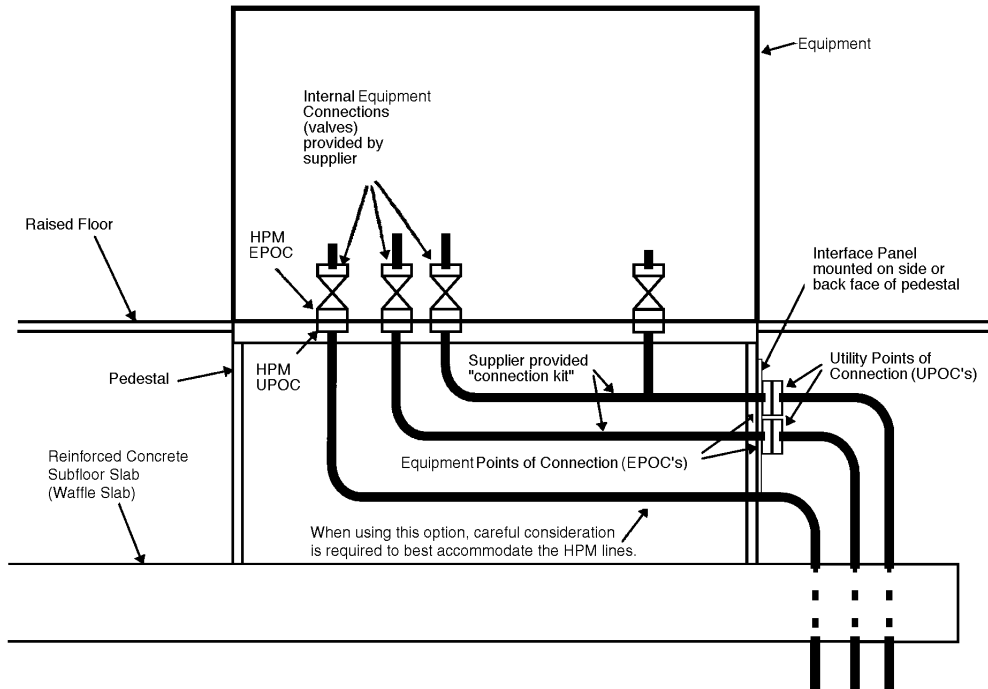 Equipment
Internal Equipment
Connections
(valves)
provided by
supplier
Raised Floor
HPM
EPOC
Interface Panel
mounted on side or
back face of pedestal
HPM
UPOC
Supplier provided
"connection kit"
Utility Points of
Connection (UPOC's)
Pedestal
Equipment Points of Connection (EPOC's)
Reinforced Concrete
Subfloor Slab
(Waffle Slab)
When using this option, careful consideration
is required to best accommodate the HPM lines.